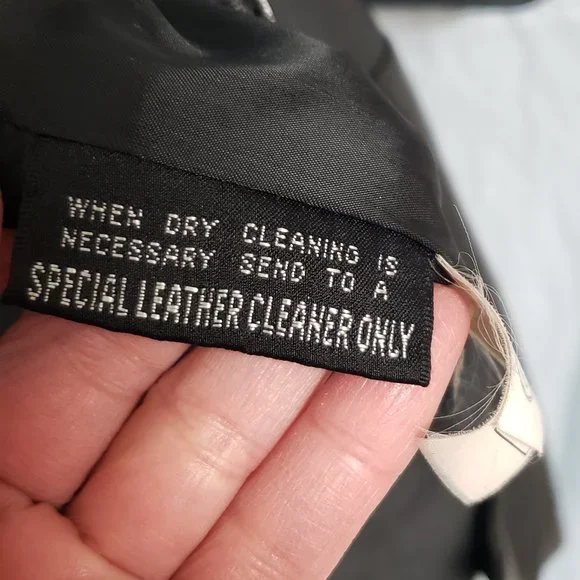 WHEN DRY CLEANING IS
NECESSARY SEND TO A
SPECIAL LEATHER CLEANER ONLY